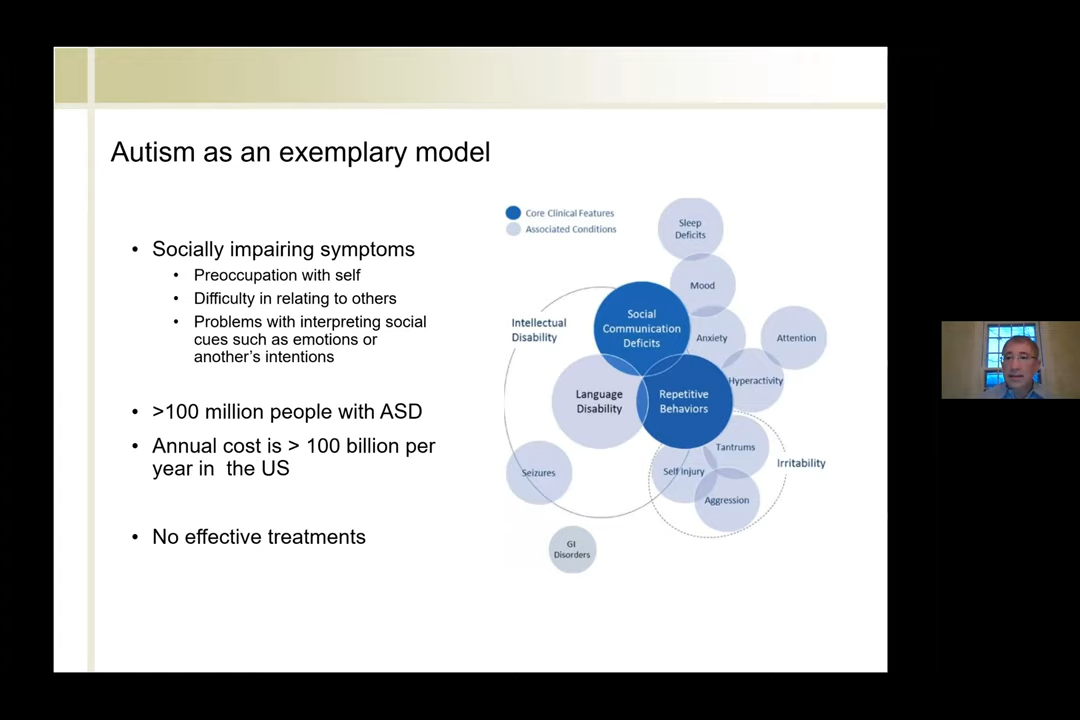 Autism as an exemplary model
• Socially impairing symptoms
• Preoccupation with self
• Difficulty in relating to others
• Problems with interpreting social
cues such as emotions or
another's intentions
• >100 million people with ASD
• Annual cost is > 100 billion per
year in the US
• No effective treatments
Core Clinical Features
Associated Conditions
Sleep
Deficits
Mood
Social
Communication
Deficits
Intellectual
Disability
Anxiety
Attention
Hyperactivity
Language
Disability
Repetitive
Behaviors
Tantrums
Irritability
Self Injury
Seizures
Aggression
GI
Disorders